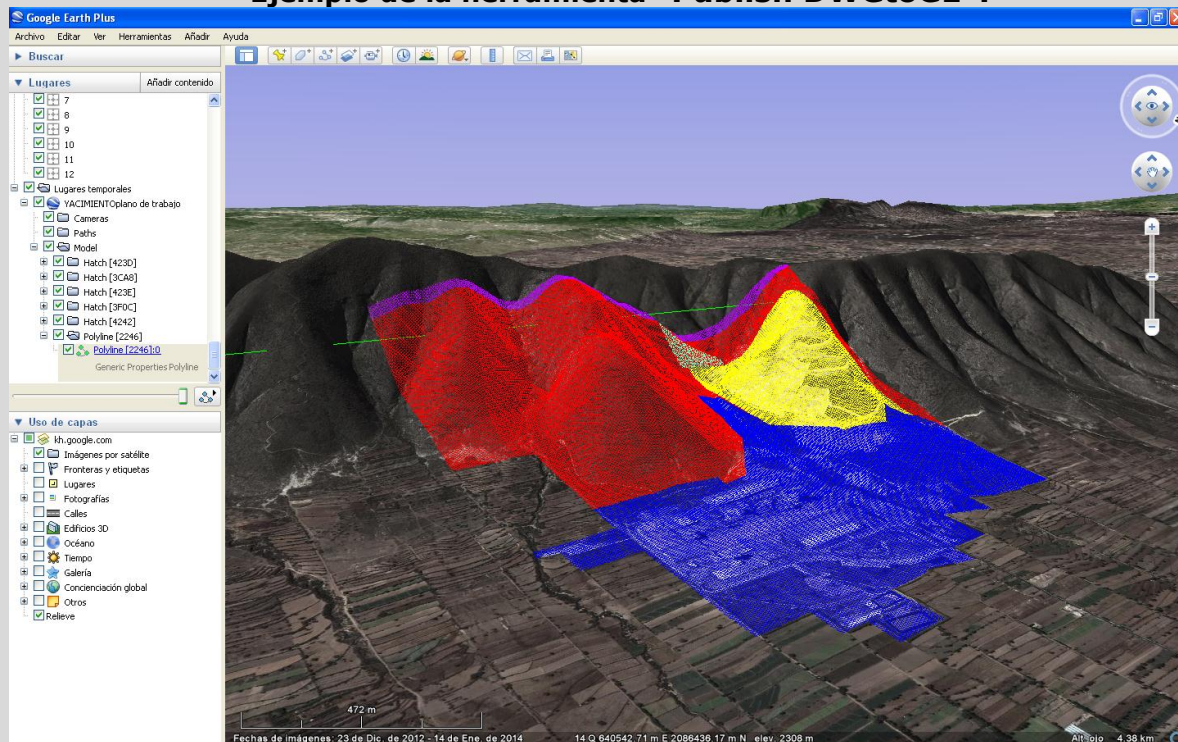 Ejemplo de la herramienta "Publish DWGtoGE".
Google Earth Plus
Archivo Editar Ver Herramientas Añadir Ayuda
Buscar
Lugares Añadir contenido
7
8
9
10
11
12
Lugares temporales
YACIMIENTOplano de trabajo
Cameras
Paths
Model
Hatch [423D]
Hatch [3CA8]
Hatch [423E]
Hatch [3F0C]
Hatch [4242]
Polyline [2246]
Polyline [2246]:0
Generic Properties Polyline
Uso de capas
kh.google.com
Imágenes por satélite
Fronteras y etiquetas
Lugares
Fotografías
Calles
Edificios 3D
Océano
Tiempo
Galería
Concienciación global
Otros
Relieve
472 m
Fechas de imágenes: 23 de Dic. de 2012 - 14 de Ene. de 2014 14 Q 640542.71 m E 2086436.17 m N elev. 2308 m Alt. ojo 4.38 km